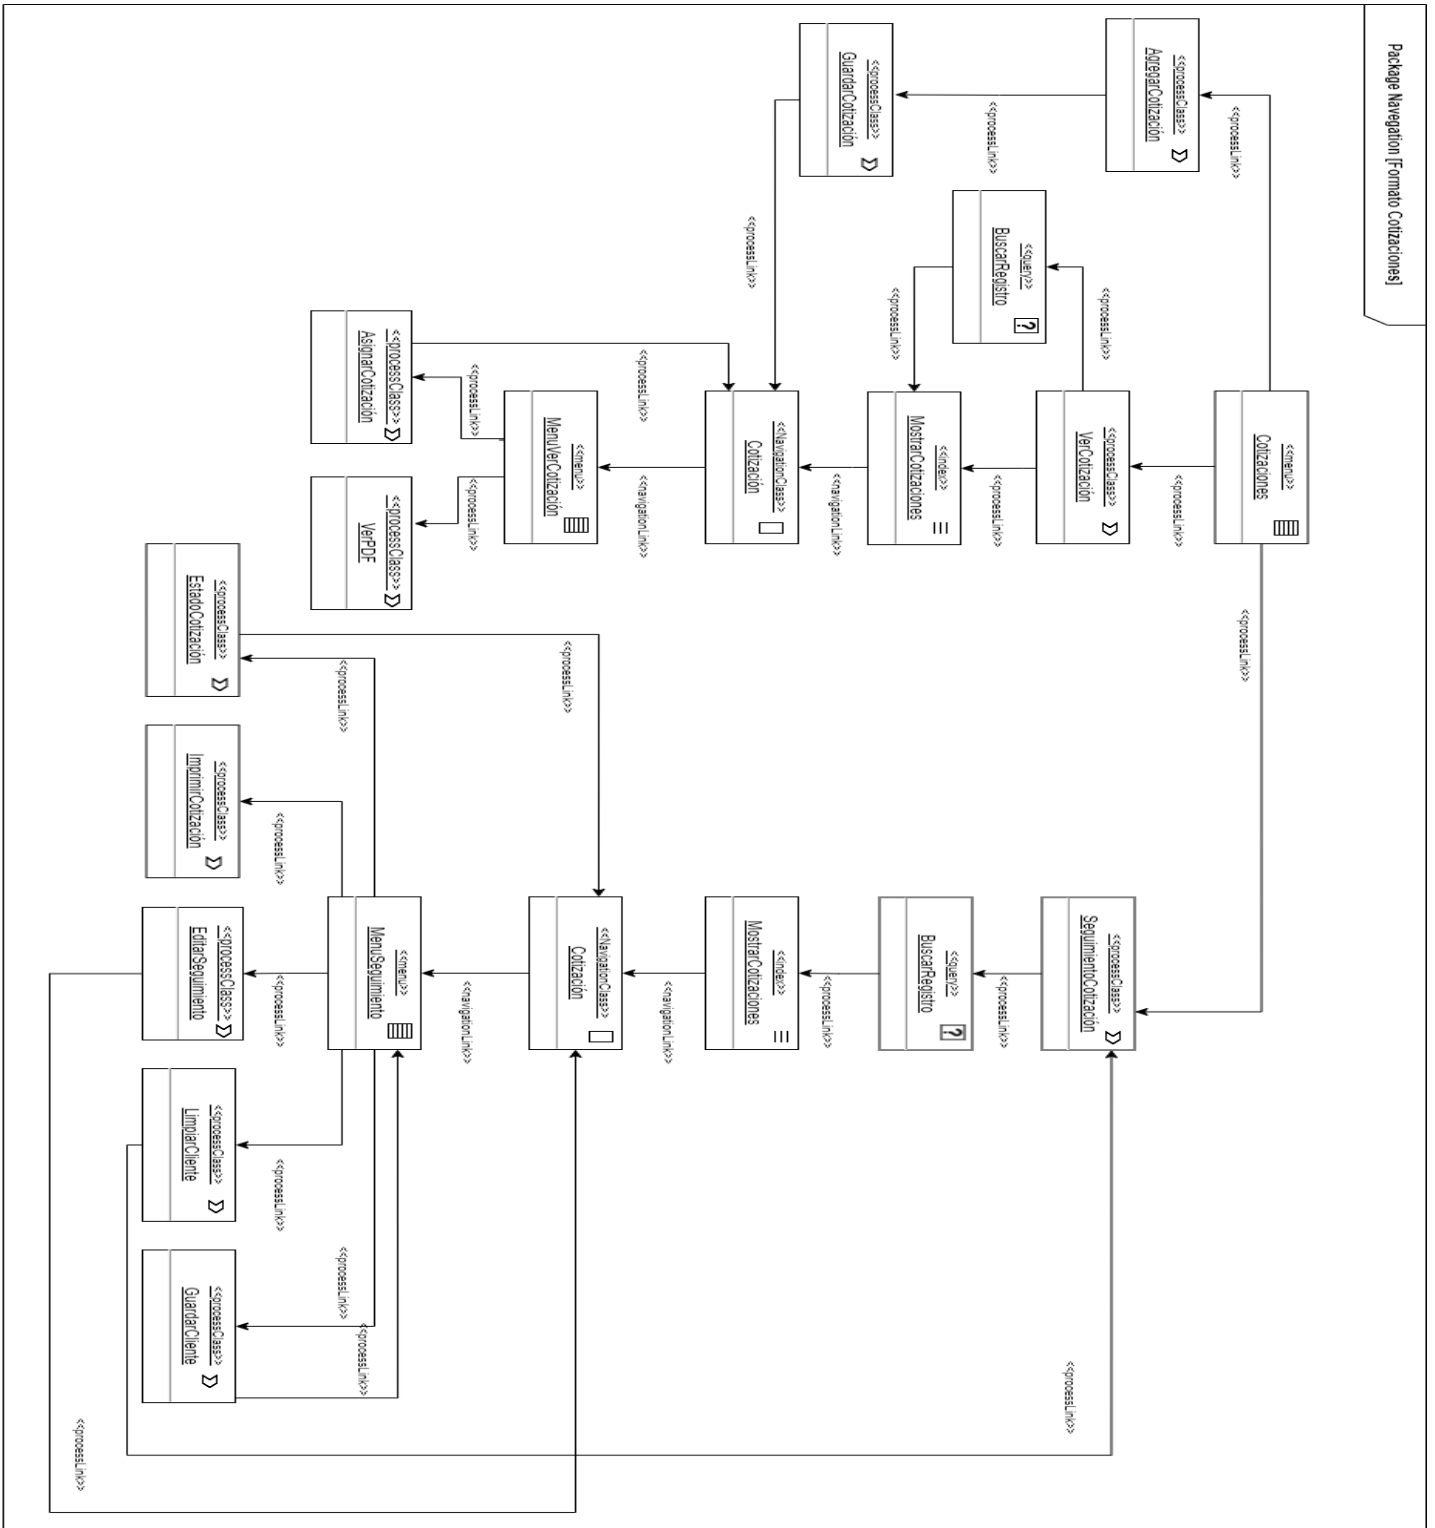 Package Navegation [Formato Cotizaciones]
<<menu>>
Cotizaciones
<<processLink>>
<<processLink>>
<<processClass>>
AgregarCotización
<<processLink>>
<<processClass>>
VerCotización
<<processClass>>
SeguimientoCotización
<<processLink>>
<<processLink>>
<<query>>
BuscarRegistro
?
<<processLink>>
<<processLink>>
<<processLink>>
<<index>>
MostrarCotizaciones
<<query>>
BuscarRegistro
?
<<processLink>>
<<processClass>>
GuardarCotización
<<navigationLink>>
<<processLink>>
<<NavigationClass>>
Cotización
<<index>>
MostrarCotizaciones
<<processLink>>
<<navigationLink>>
<<processLink>>
<<navigationLink>>
<<NavigationClass>>
Cotización
<<menu>>
MenuVerCotización
<<processLink>>
<<processLink>>
<<processLink>>
<<navigationLink>>
<<menu>>
MenuSeguimiento
<<processClass>>
AsignarCotización
<<processClass>>
VerPDF
<<processLink>>
<<processLink>>
<<processLink>>
<<processLink>>
<<processLink>>
<<processLink>>
<<processClass>>
EstadoCotización
<<processClass>>
ImprimirCotización
<<processClass>>
EditarSeguimiento
<<processClass>>
LimpiarCliente
<<processClass>>
GuardarCliente
<<processLink>>